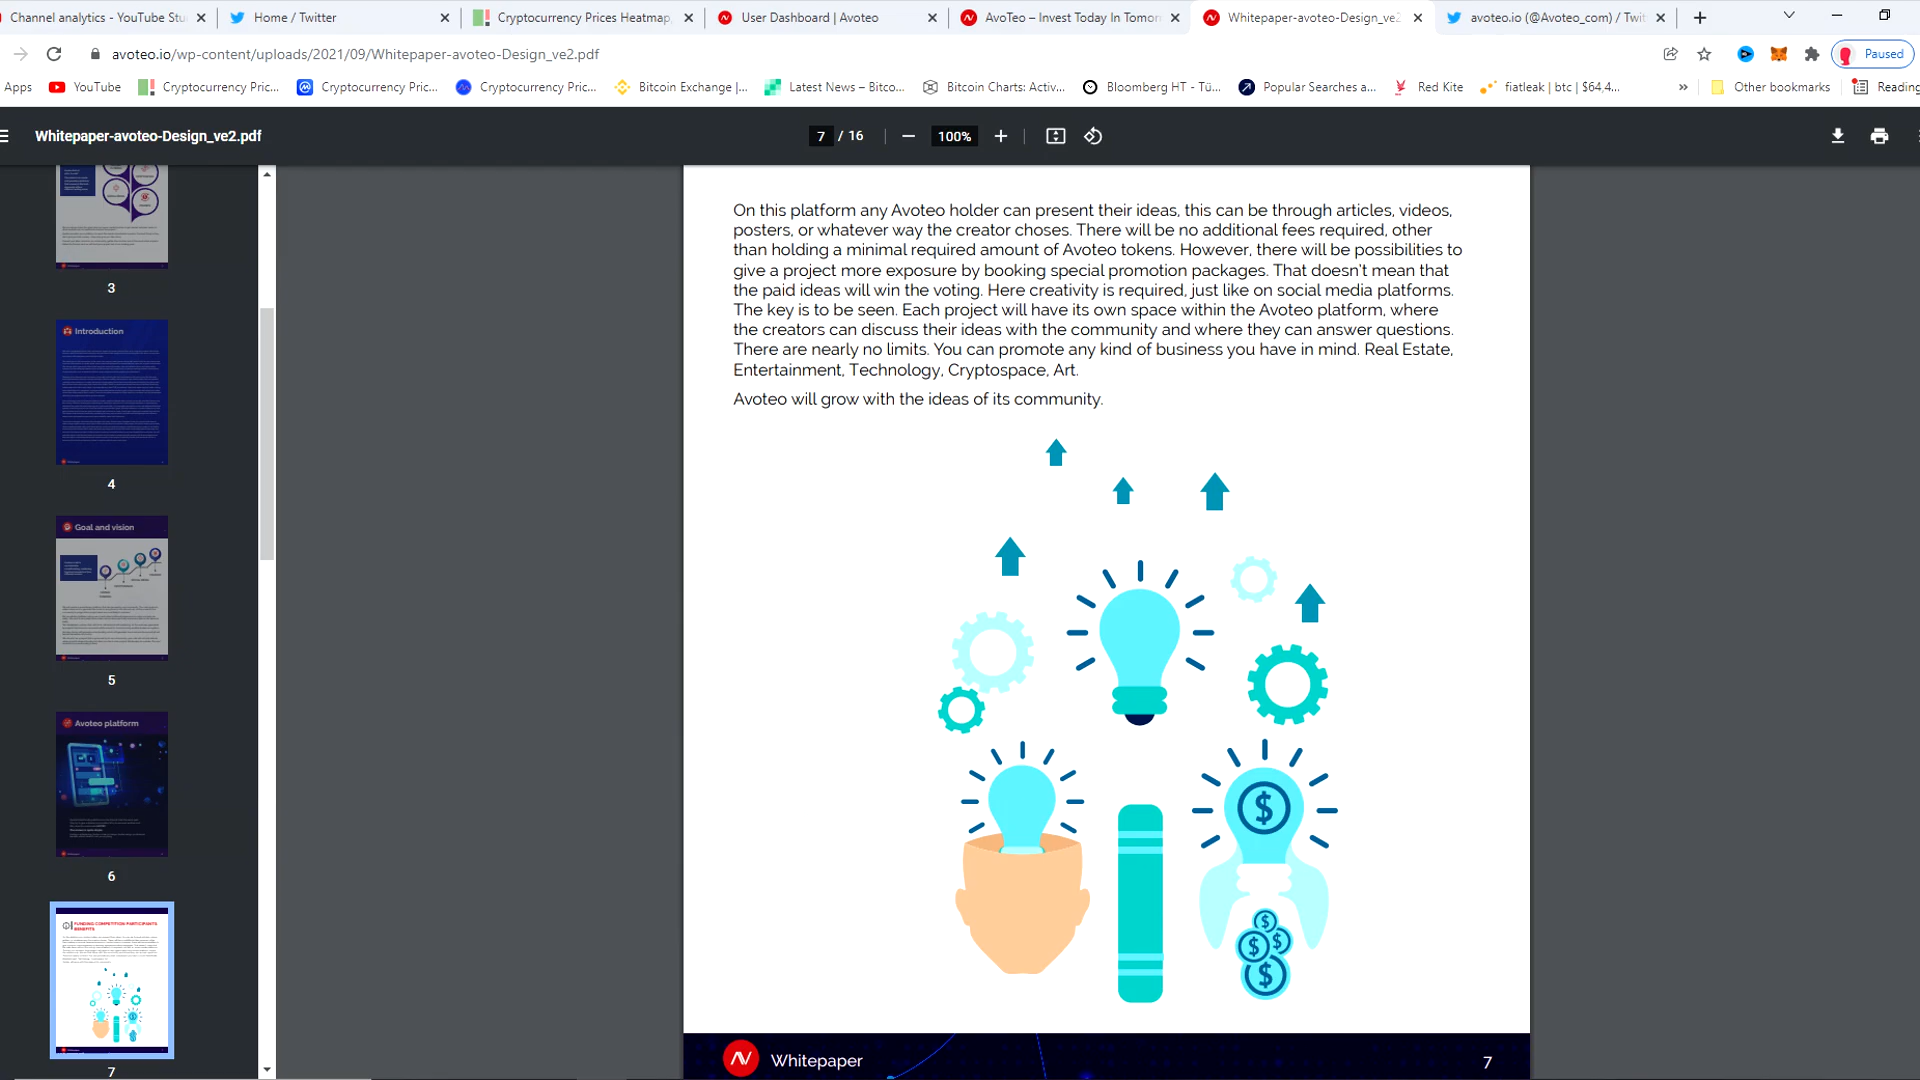 Channel analytics - YouTube Stu
Home / Twitter
Cryptocurrency Prices Heatmap,
User Dashboard | Avoteo
AvoTeo – Invest Today In Tomor
Whitepaper-avoteo-Design_ve2
avoteo.io (@Avoteo_com) / Twit
avoteo.io/wp-content/uploads/2021/09/Whitepaper-avoteo-Design_ve2.pdf
Paused
Apps
YouTube
Cryptocurrency Pric...
Cryptocurrency Pric...
Cryptocurrency Pric...
Bitcoin Exchange |...
Latest News – Bitco...
Bitcoin Charts: Activ...
Bloomberg HT - Tü...
Popular Searches a...
Red Kite
fiatleak | btc | $64,4...
»
Other bookmarks
Reading
Whitepaper-avoteo-Design_ve2.pdf
7 / 16
100%
3
Introduction
4
Goal and vision
5
Avoteo platform
6
FUNDING COMPETITION PARTICIPANTS
BENEFITS
7
On this platform any Avoteo holder can present their ideas, this can be through articles, videos,
posters, or whatever way the creator choses. There will be no additional fees required, other
than holding a minimal required amount of Avoteo tokens. However, there will be possibilities to
give a project more exposure by booking special promotion packages. That doesn't mean that
the paid ideas will win the voting. Here creativity is required, just like on social media platforms.
The key is to be seen. Each project will have its own space within the Avoteo platform, where
the creators can discuss their ideas with the community and where they can answer questions.
There are nearly no limits. You can promote any kind of business you have in mind. Real Estate,
Entertainment, Technology, Cryptospace, Art.
Avoteo will grow with the ideas of its community.
$
$
$ $
$
Whitepaper
7